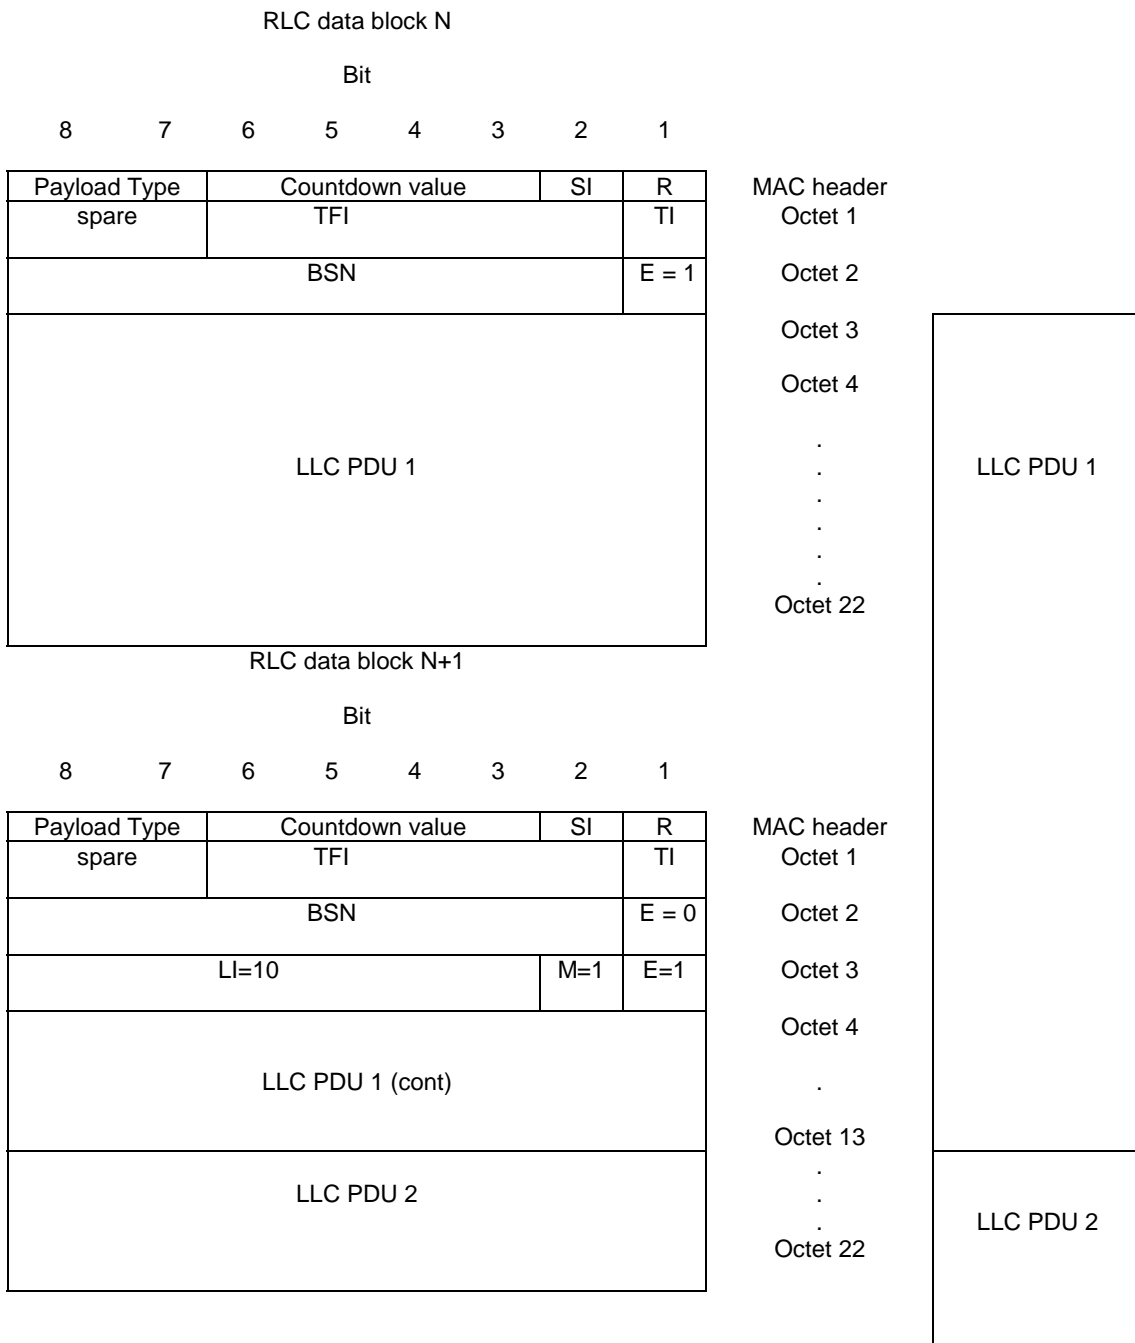 RLC data block N
Bit
8 7 6 5 4 3 2 1
Payload Type Countdown value SI R MAC header
spare TFI TI Octet 1
BSN E = 1 Octet 2
Octet 3
Octet 4
.
LLC PDU 1 . LLC PDU 1
.
.
.
.
Octet 22
RLC data block N+1
Bit
8 7 6 5 4 3 2 1
Payload Type Countdown value SI R MAC header
spare TFI TI Octet 1
BSN E = 0 Octet 2
LI=10 M=1 E=1 Octet 3
Octet 4
LLC PDU 1 (cont) .
Octet 13
.
LLC PDU 2 .
. LLC PDU 2
Octet 22